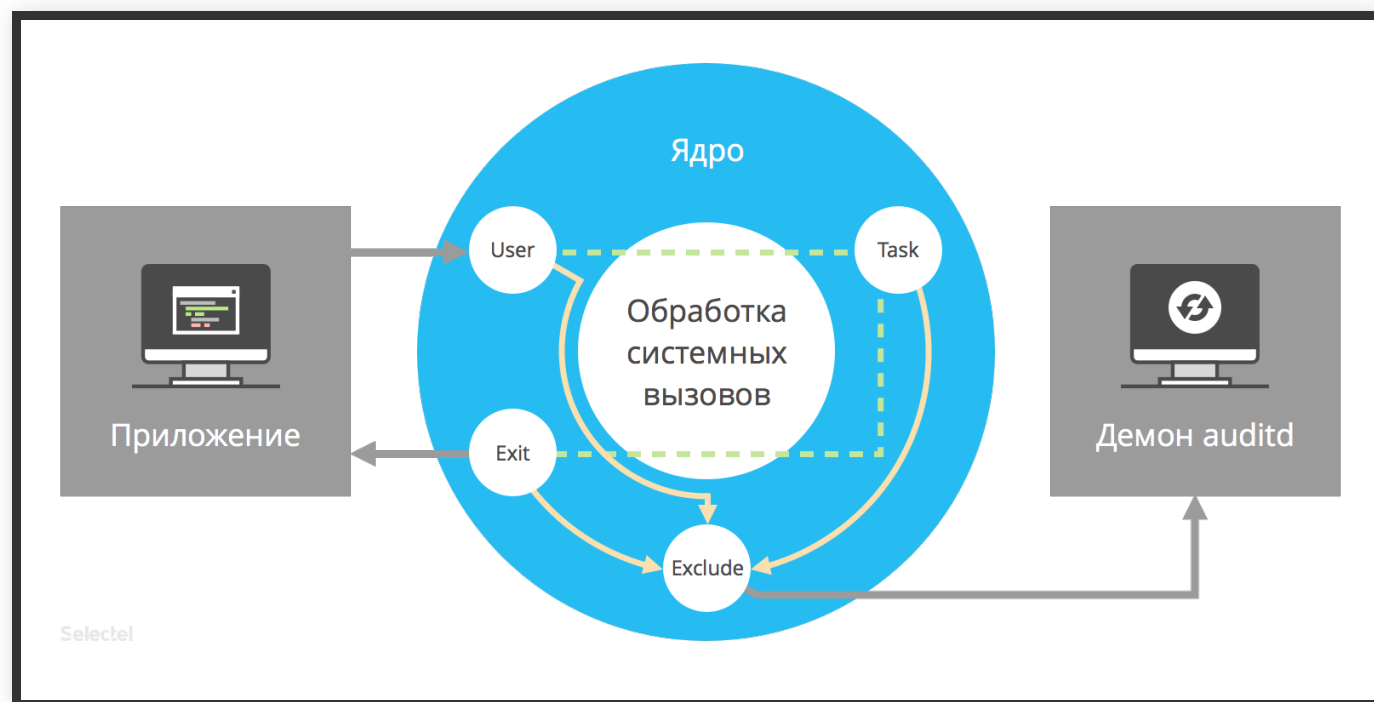 Ядро
User
Task
Обработка
системных
вызовов
Приложение
Exit
Демон auditd
Exclude
Selectel